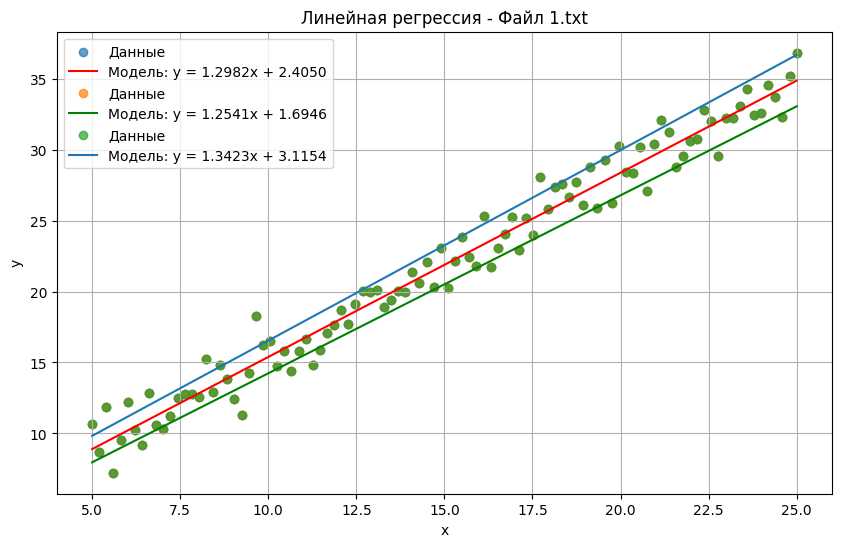 Линейная регрессия - Файл 1.txt
Данные
Модель: y = 1.2982x + 2.4050
Данные
Модель: y = 1.2541x + 1.6946
Данные
Модель: y = 1.3423x + 3.1154
35
30
25
20
15
10
y
5.0 7.5 10.0 12.5 15.0 17.5 20.0 22.5 25.0
x